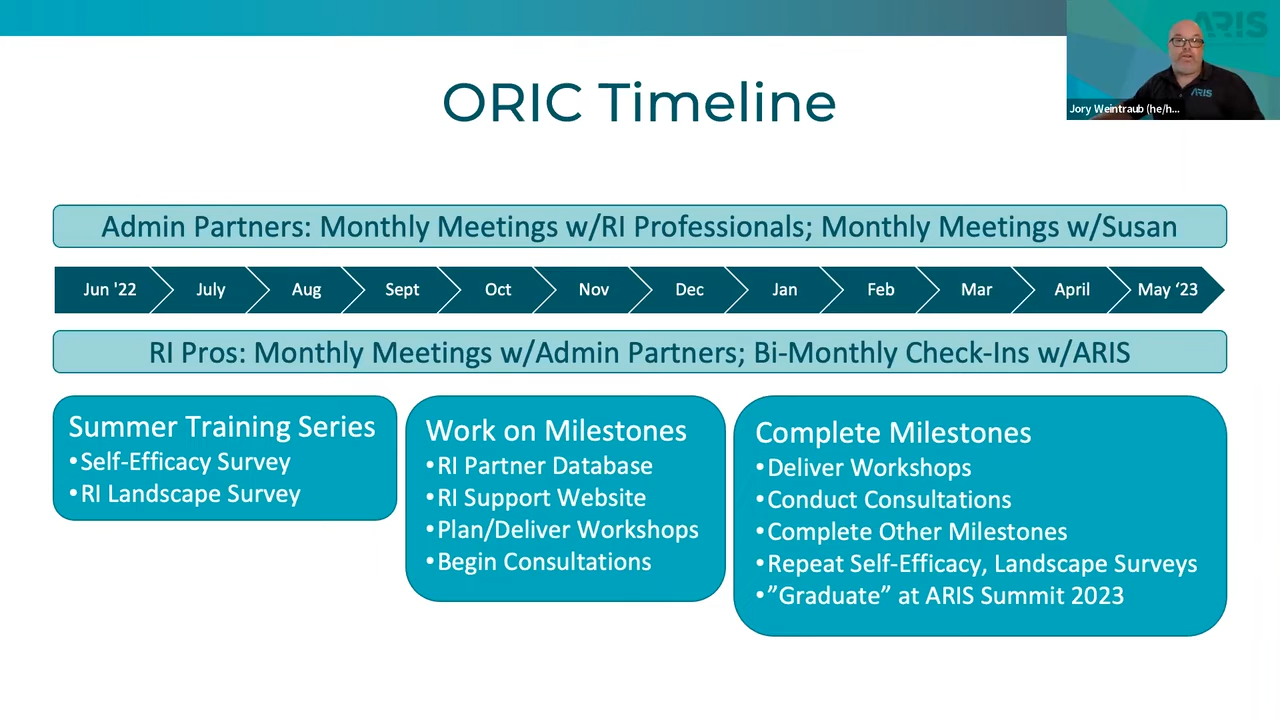 ARIS
ARIS
Jory Weintraub (he/h...
ORIC Timeline
Admin Partners: Monthly Meetings w/RI Professionals; Monthly Meetings w/Susan
Jun '22 July Aug Sept Oct Nov Dec Jan Feb Mar April May ‘23
RI Pros: Monthly Meetings w/Admin Partners; Bi-Monthly Check-Ins w/ARIS
Summer Training Series
•Self-Efficacy Survey
•RI Landscape Survey
Work on Milestones
•RI Partner Database
•RI Support Website
•Plan/Deliver Workshops
•Begin Consultations
Complete Milestones
•Deliver Workshops
•Conduct Consultations
•Complete Other Milestones
•Repeat Self-Efficacy, Landscape Surveys
•”Graduate” at ARIS Summit 2023